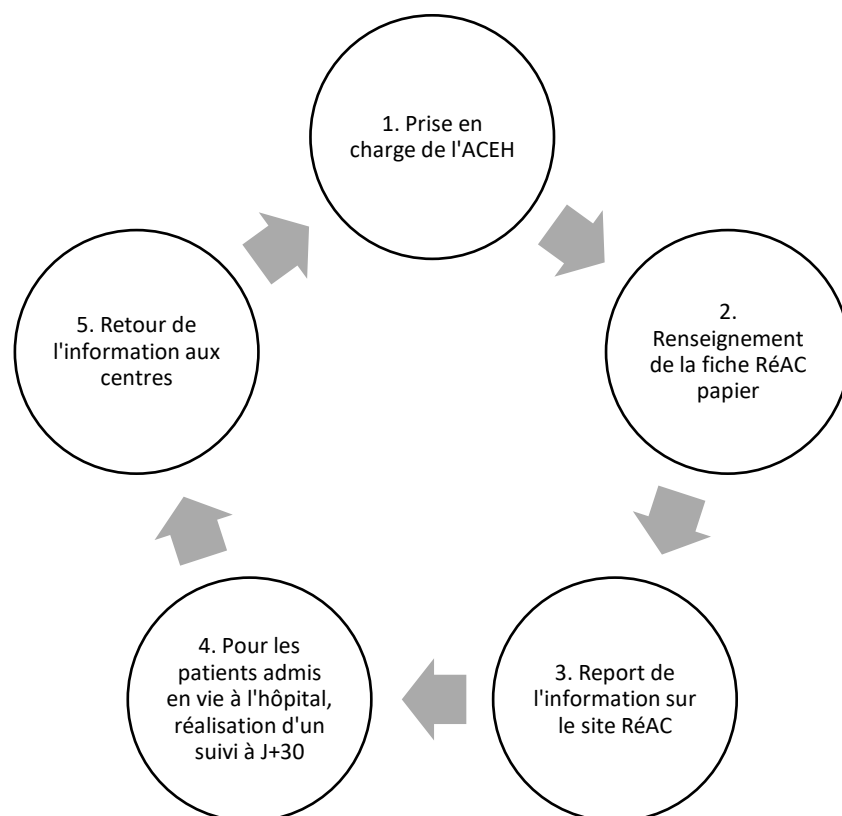 1. Prise en
charge de l'ACEH
2.
Renseignement
de la fiche RéAC
papier
3. Report de
l'information sur
le site RéAC
4. Pour les
patients admis
en vie à l'hôpital,
réalisation d'un
suivi à J+30
5. Retour de
l'information aux
centres